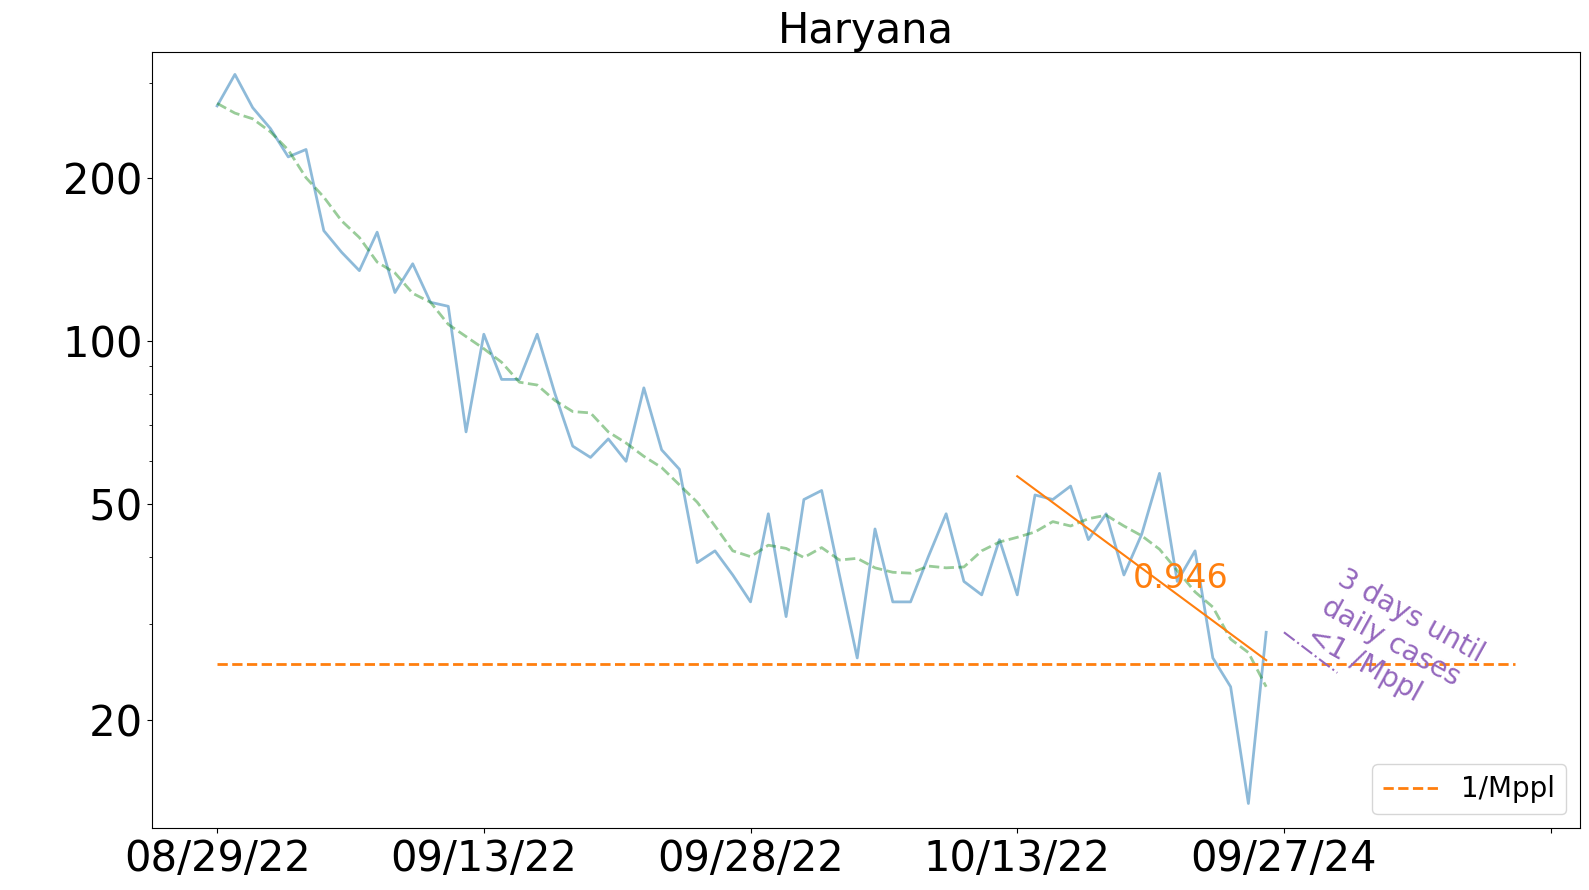 Haryana
200
100
50
20
0.946
3 days until
daily cases
<1 /Mppl
1/Mppl
08/29/22
09/13/22
09/28/22
10/13/22
09/27/24